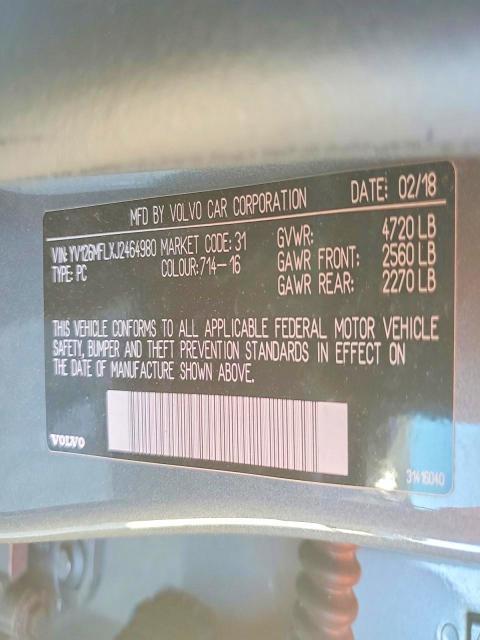 MFD BY VOLVO CAR CORPORATION DATE: 02/18
VIN: YV126MFLXJ2464980 MARKET CODE: 31 GVWR: 4720 LB
TYPE: PC COLOUR: 714-16 GAWR FRONT: 2560 LB
GAWR REAR: 2270 LB
THIS VEHICLE CONFORMS TO ALL APPLICABLE FEDERAL MOTOR VEHICLE
SAFETY, BUMPER AND THEFT PREVENTION STANDARDS IN EFFECT ON
THE DATE OF MANUFACTURE SHOWN ABOVE.
VOLVO
31416040